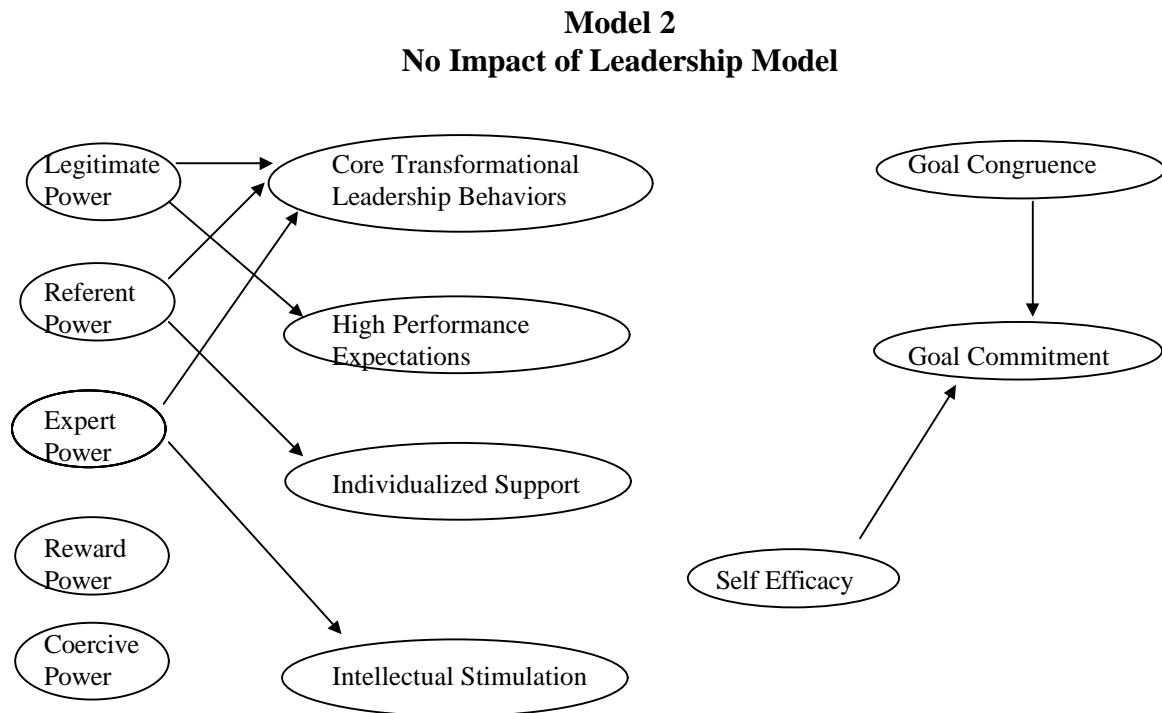 Model 2
No Impact of Leadership Model
Legitimate
Power
Core Transformational
Leadership Behaviors
Goal Congruence
Referent
Power
High Performance
Expectations
Goal Commitment
Expert
Power
Individualized Support
Reward
Power
Self Efficacy
Coercive
Power
Intellectual Stimulation